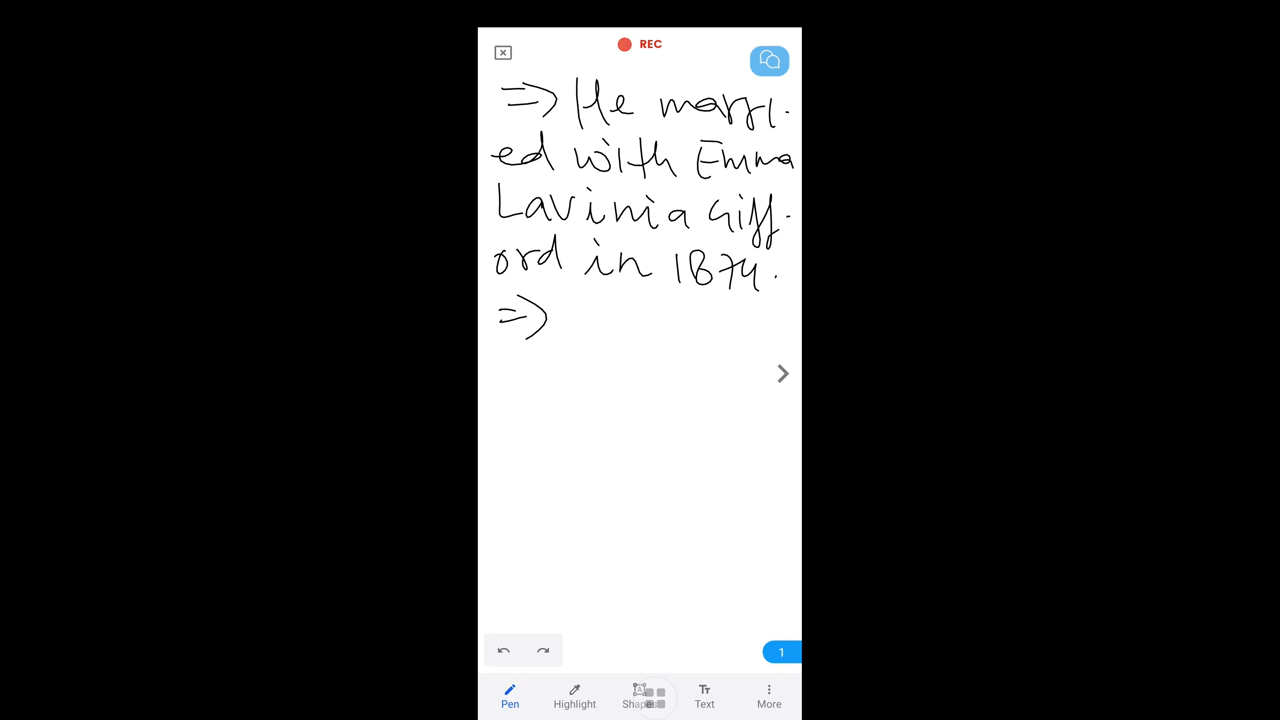 REC
=> He marri-
ed with Emma
Lavinia Giff-
ord in 1874.
=>
1
Pen Highlight Shapes Text More